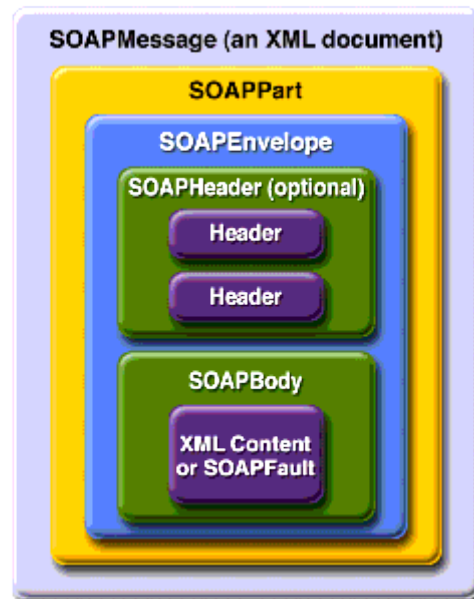 SOAPMessage (an XML document)
SOAPPart
SOAPEnvelope
SOAPHeader (optional)
Header
Header
SOAPBody
XML Content
or SOAPFault